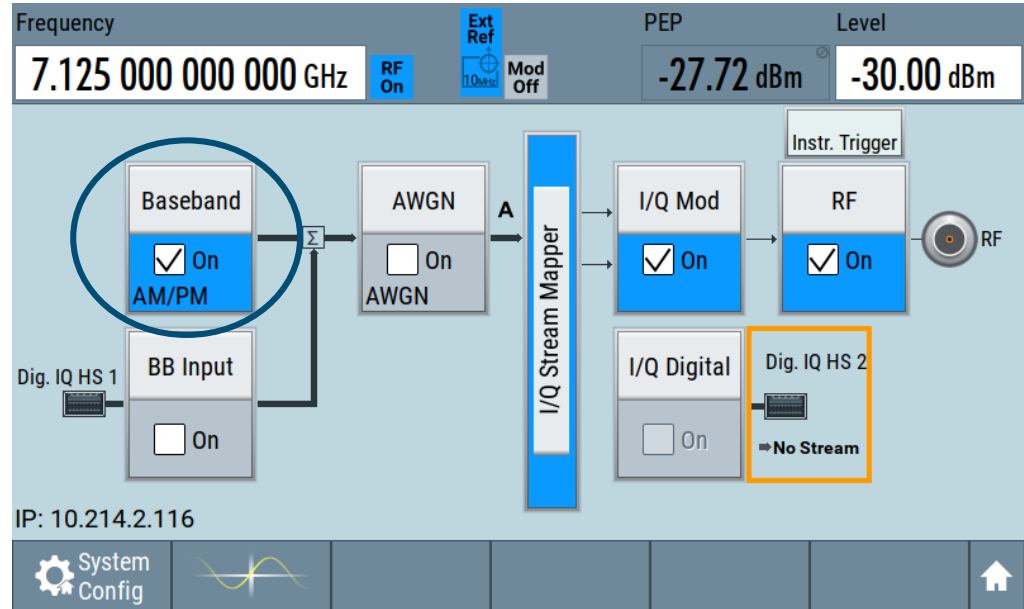 Frequency
7.125 000 000 000 GHz
RF
On
Ext
Ref
10MHz
Mod
Off
PEP
-27.72 dBm
Level
-30.00 dBm
Instr. Trigger
Baseband
On
AM/PM
Σ
AWGN
On
AWGN
A
I/Q Stream Mapper
I/Q Mod
On
RF
On
RF
Dig. IQ HS 1
BB Input
On
I/Q Digital
On
Dig. IQ HS 2
No Stream
IP: 10.214.2.116
System
Config